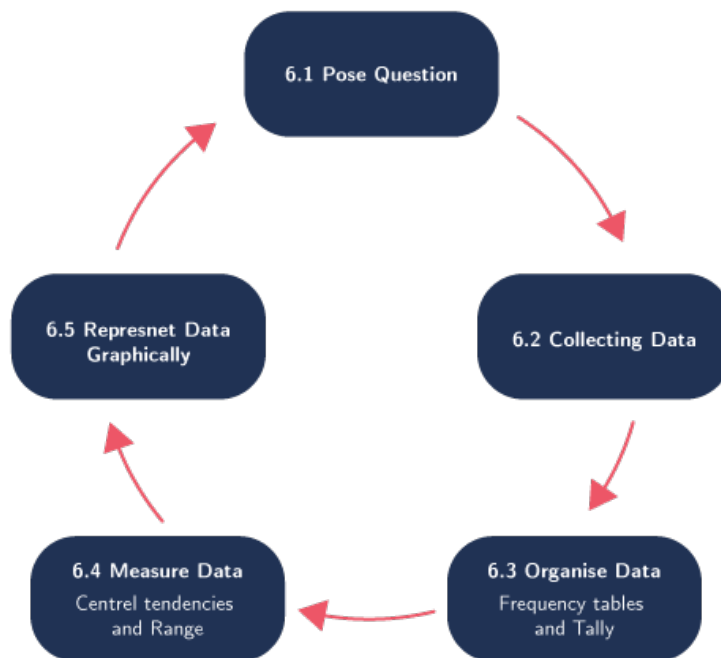 6.1 Pose Question
6.2 Collecting Data
6.3 Organise Data
Frequency tables
and Tally
6.4 Measure Data
Centrel tendencies
and Range
6.5 Represnet Data
Graphically